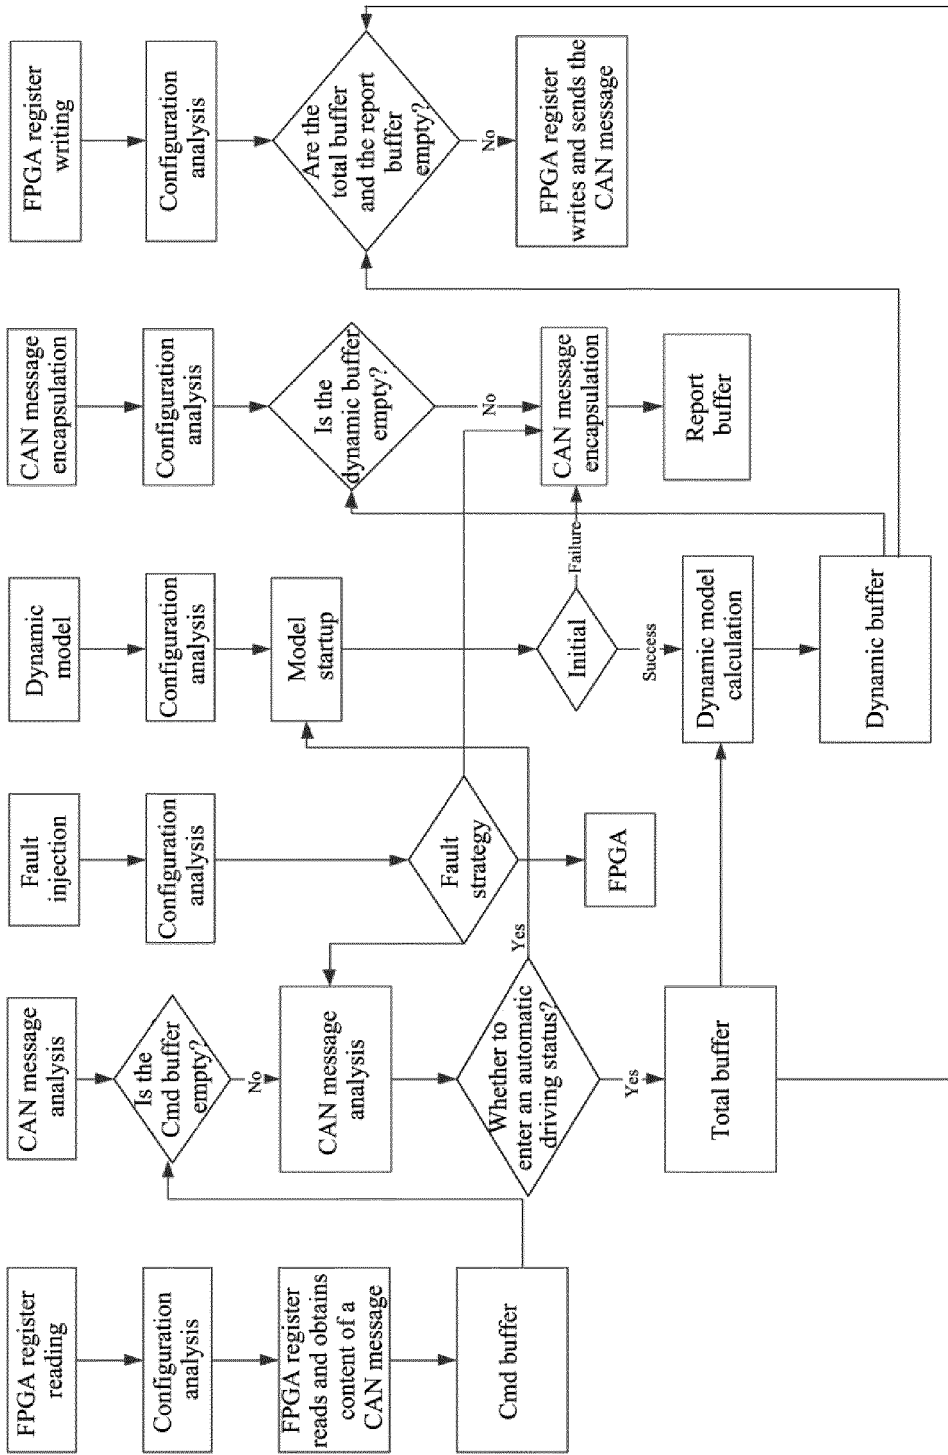 FPGA register
reading
Configuration
analysis
FPGA register
reads and obtains
content of a
CAN message
Cmd buffer
CAN message
analysis
Is the
Cmd buffer
empty?
No
CAN message
analysis
Whether to
enter an automatic
driving status?
Yes
Yes
Total buffer
Fault
injection
Configuration
analysis
Fault
strategy
FPGA
Dynamic
model
Configuration
analysis
Model
startup
Initial
Failure
Success
Dynamic model
calculation
Dynamic buffer
CAN message
encapsulation
Configuration
analysis
Is the
dynamic buffer
empty?
No
CAN message
encapsulation
Report
buffer
FPGA register
writing
Configuration
analysis
Are the
total buffer
and the report
buffer
empty?
No
FPGA register
writes and sends the
CAN message